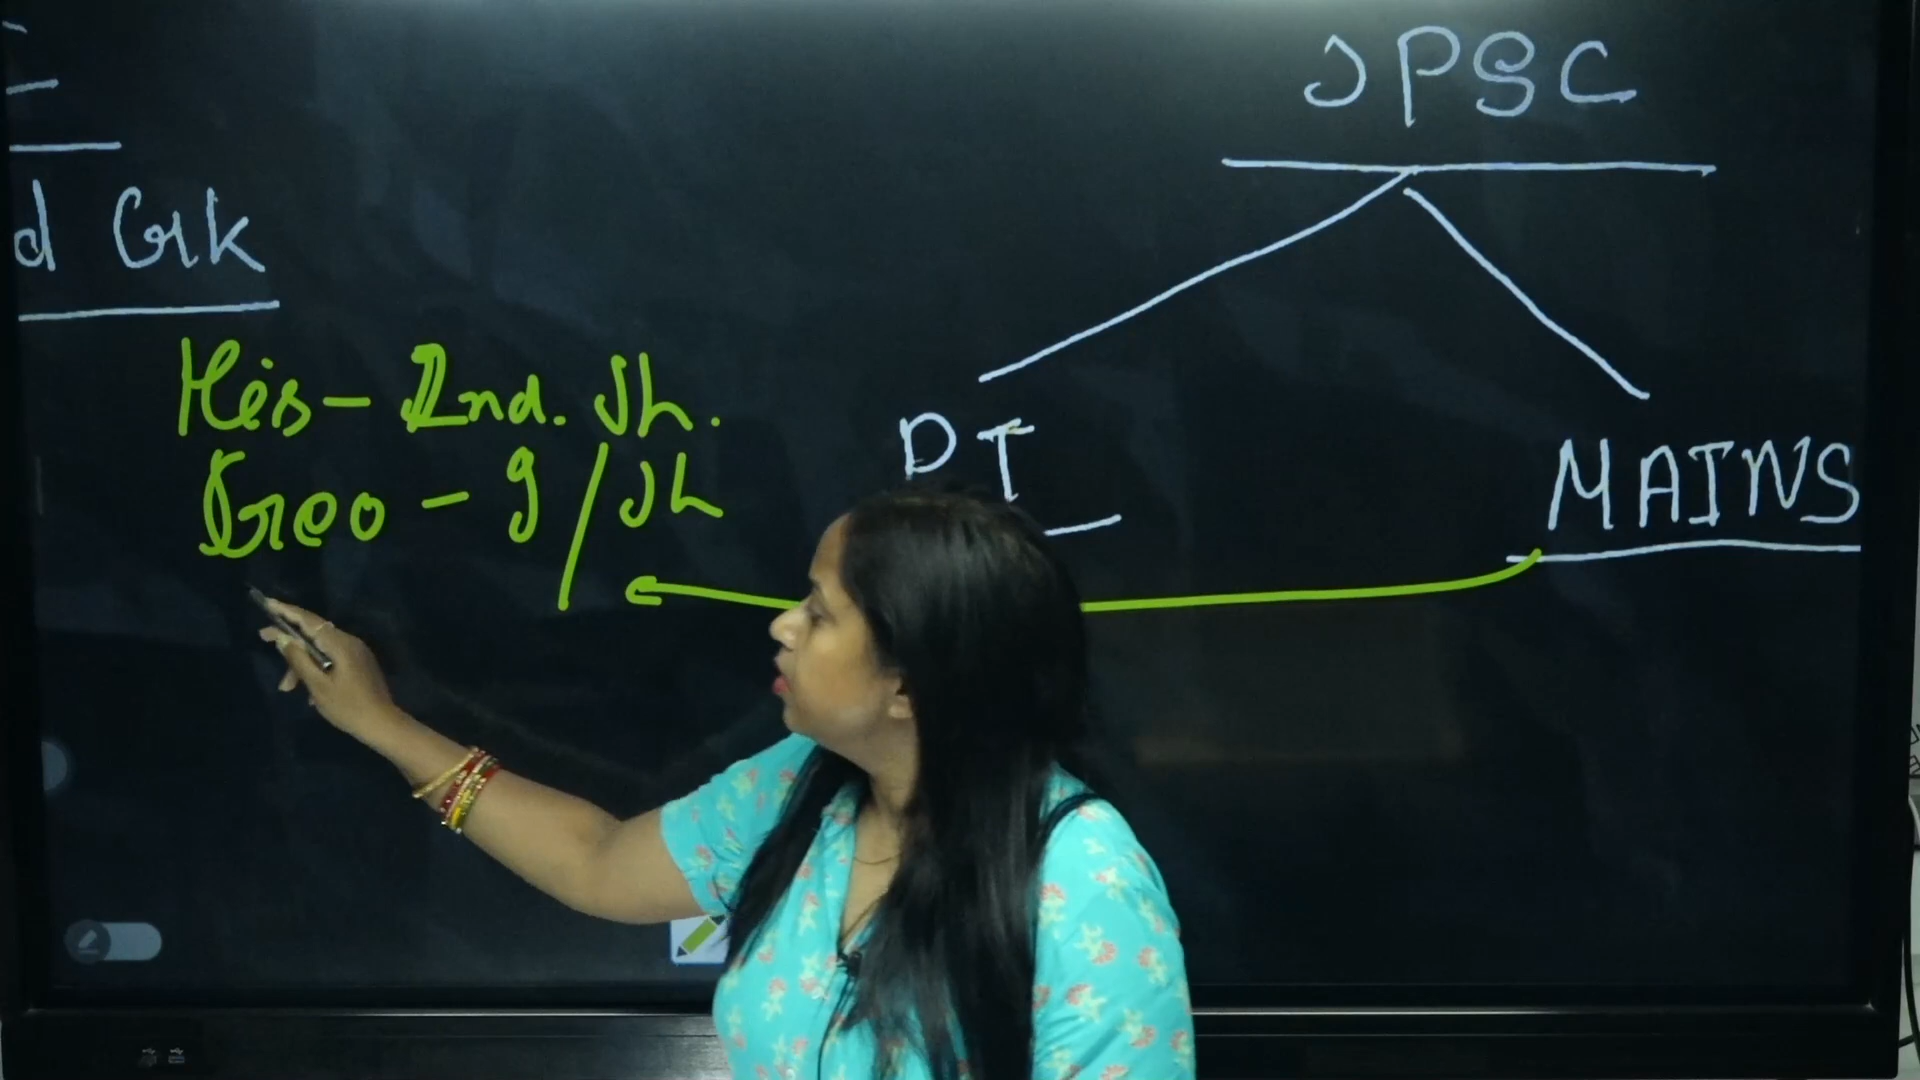 JPSC
d GK
His - Ind. Jh.
Geo - g / Jh
PT
MAINS